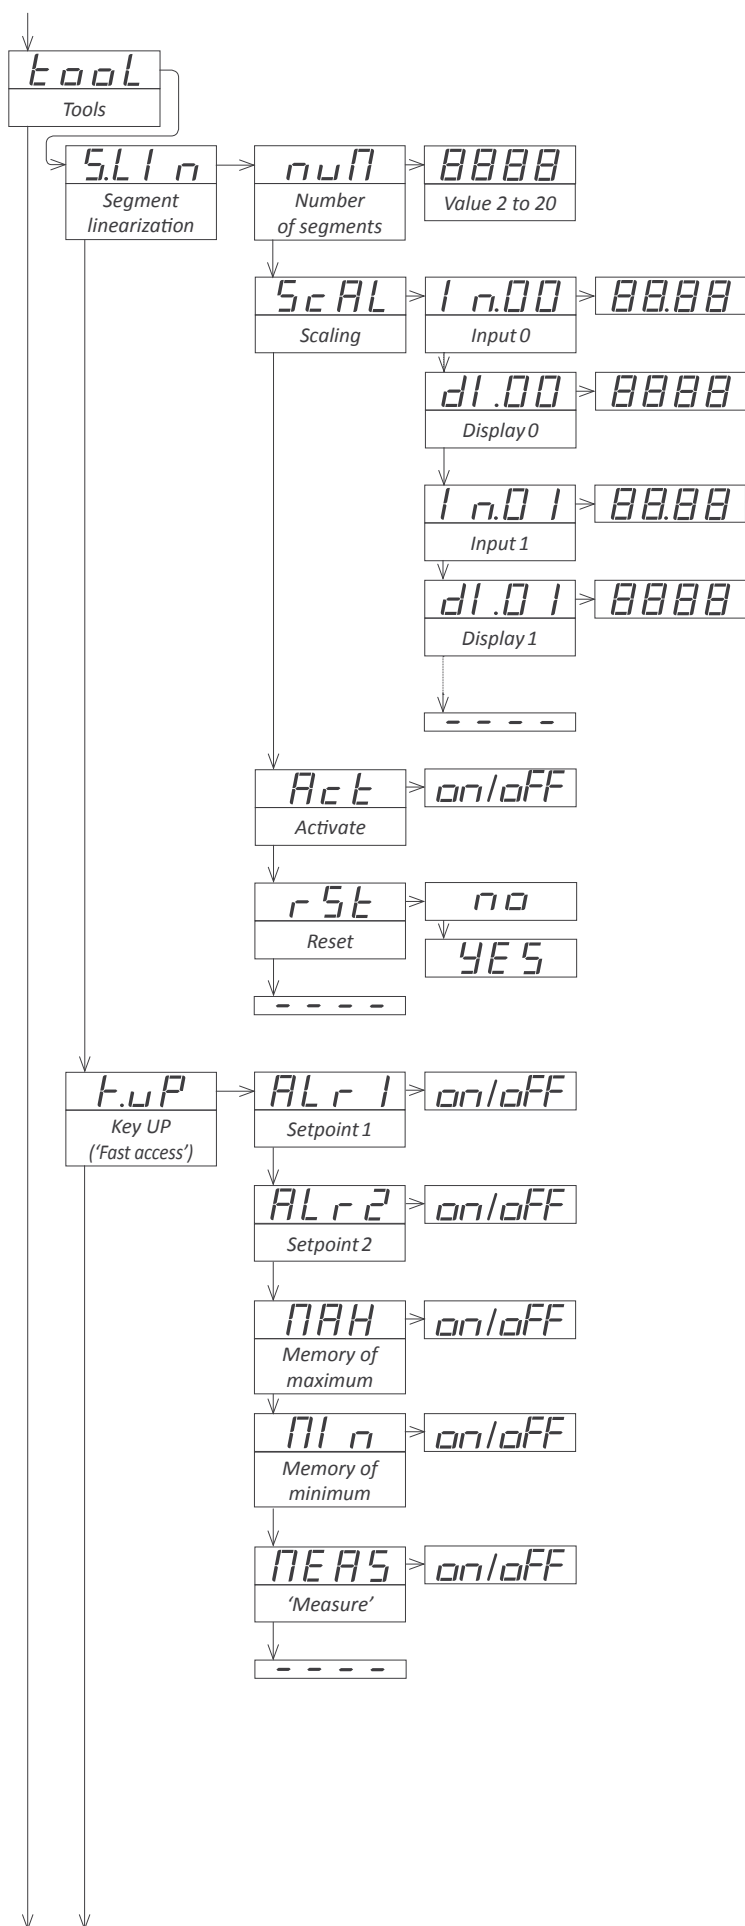 tooL
Tools
S.LIn
Segment
linearization
nuM
Number
of segments
8888
Value 2 to 20
ScAL
Scaling
In.00
Input 0
88.88
dI.00
Display 0
8888
In.01
Input 1
88.88
dI.01
Display 1
8888
----
Act
Activate
on/oFF
rSt
Reset
no
YES
----
k.uP
Key UP
(‘Fast access’)
ALr1
Setpoint 1
on/oFF
ALr2
Setpoint 2
on/oFF
MAH
Memory of
maximum
on/oFF
MIn
Memory of
minimum
on/oFF
MEAS
‘Measure’
on/oFF
----